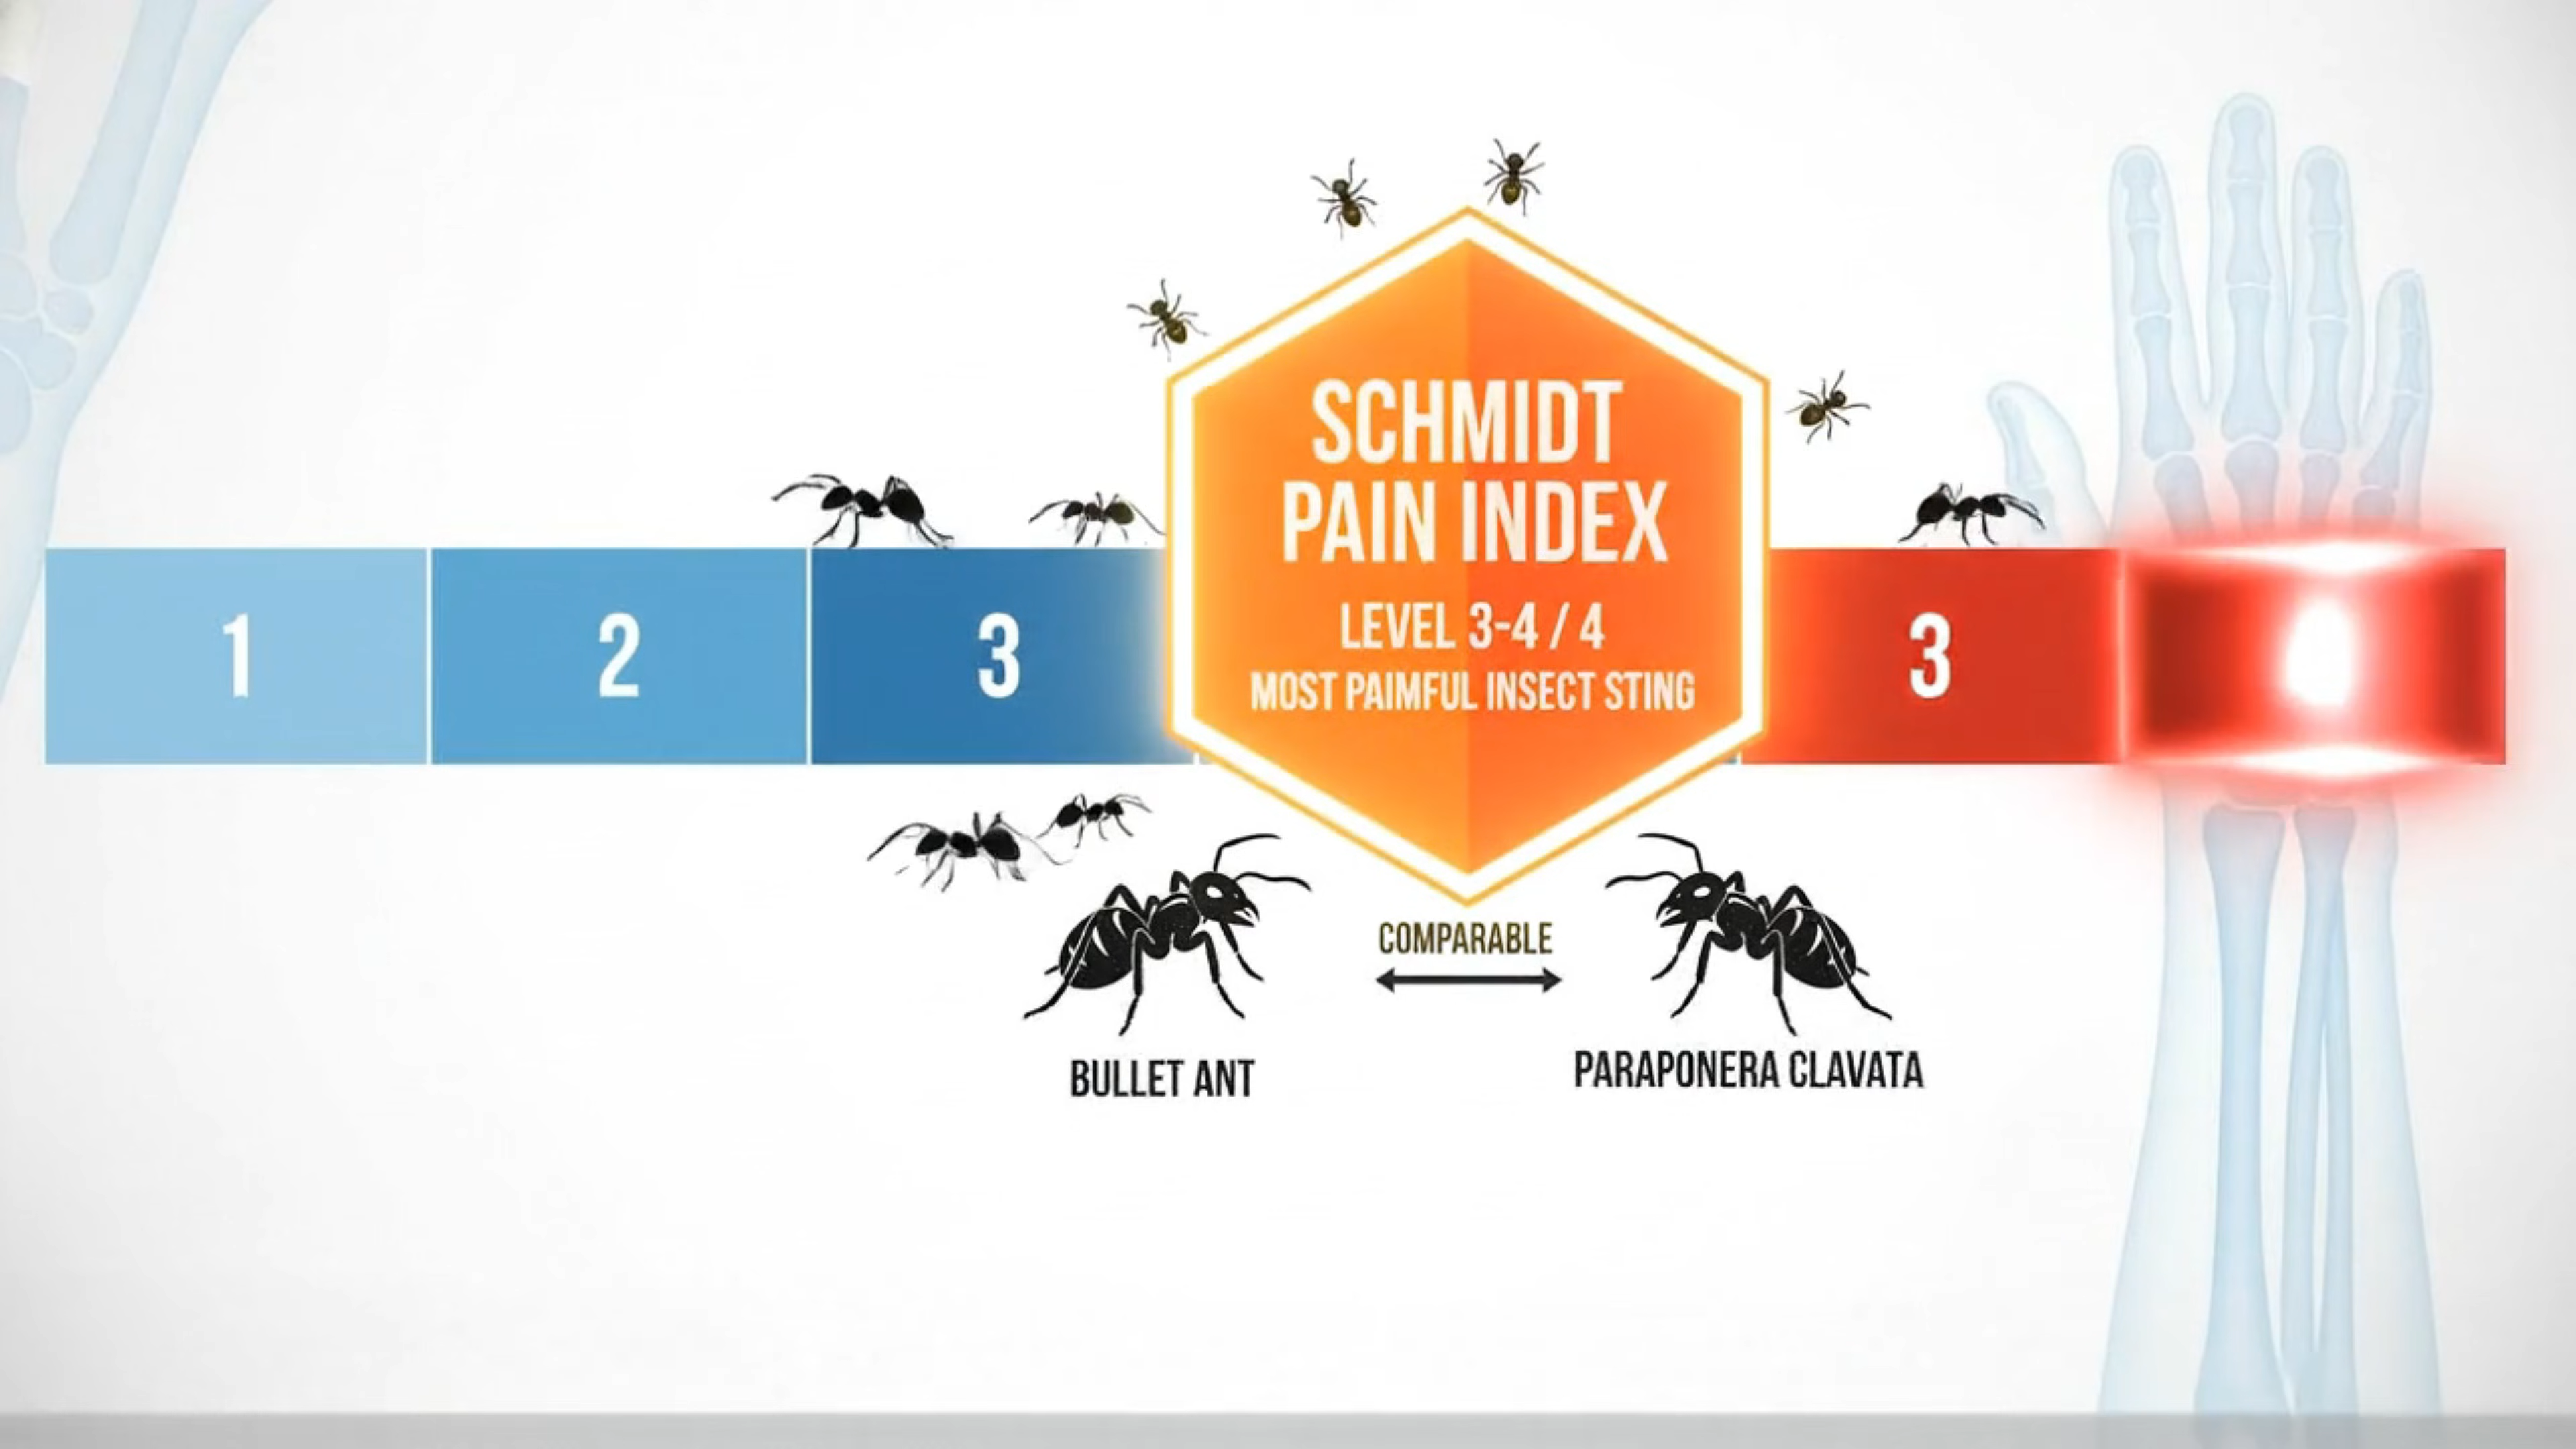 SCHMIDT
PAIN INDEX
LEVEL 3-4 / 4
MOST PAIMFUL INSECT STING
1
2
3
3
COMPARABLE
BULLET ANT
PARAPONERA CLAVATA